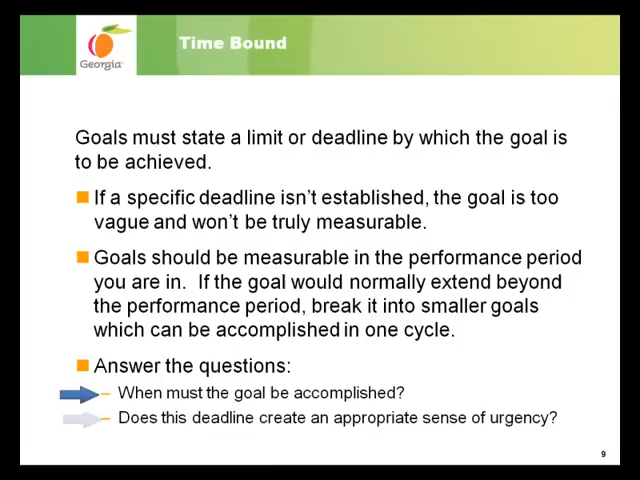 Time Bound
Georgia
Goals must state a limit or deadline by which the goal is
to be achieved.
If a specific deadline isn't established, the goal is too
vague and won't be truly measurable.
Goals should be measurable in the performance period
you are in. If the goal would normally extend beyond
the performance period, break it into smaller goals
which can be accomplished in one cycle.
Answer the questions:
– When must the goal be accomplished?
– Does this deadline create an appropriate sense of urgency?
9